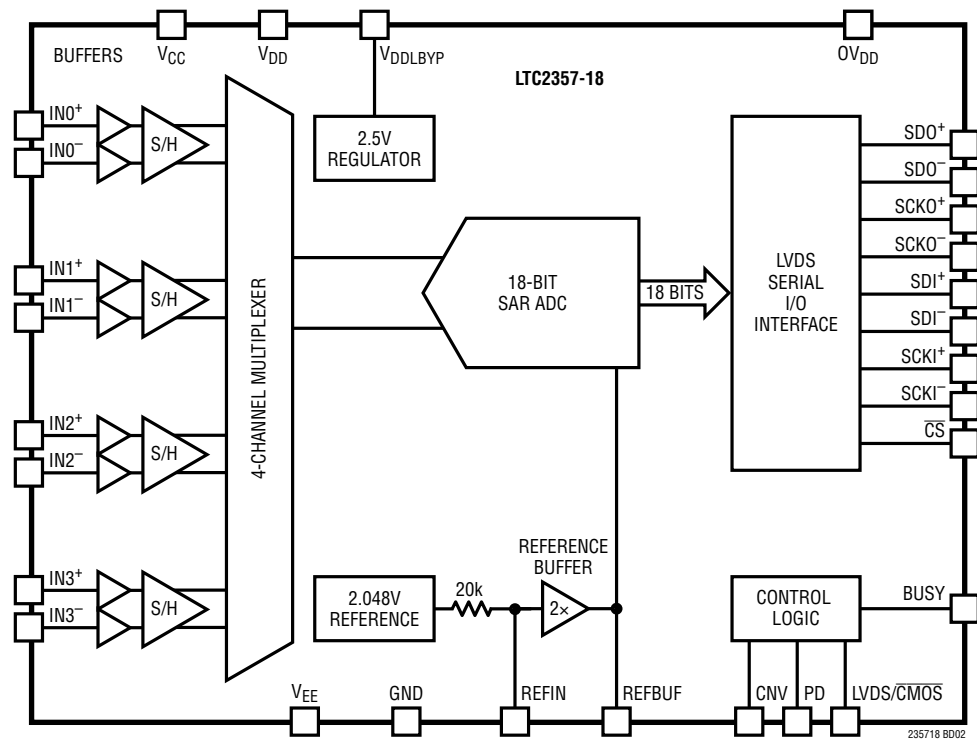 BUFFERS
VCC
VDD
VDDLBYP
OVDD
LTC2357-18
IN0+
IN0–
S/H
IN1+
IN1–
S/H
IN2+
IN2–
S/H
IN3+
IN3–
S/H
4-CHANNEL MULTIPLEXER
2.5V
REGULATOR
18-BIT
SAR ADC
18 BITS
LVDS
SERIAL
I/O
INTERFACE
SDO+
SDO–
SCKO+
SCKO–
SDI+
SDI–
SCKI+
SCKI–
CS
REFERENCE
BUFFER
2.048V
REFERENCE
20k
2×
CONTROL
LOGIC
BUSY
VEE
GND
REFIN
REFBUF
CNV
PD
LVDS/CMOS
235718 BD02